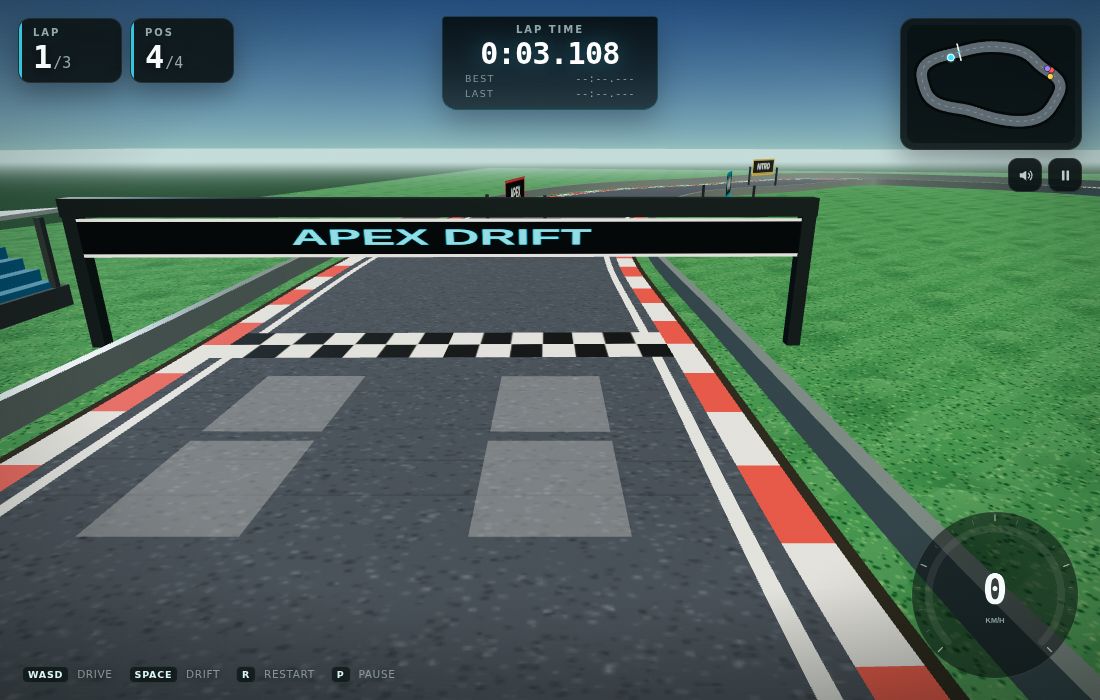 LAP
1/3
POS
4/4
LAP TIME
0:03.108
BEST --:--.---
LAST --:--.---
NITRO
APEX
APEX DRIFT
0
KM/H
WASD DRIVE SPACE DRIFT R RESTART P PAUSE